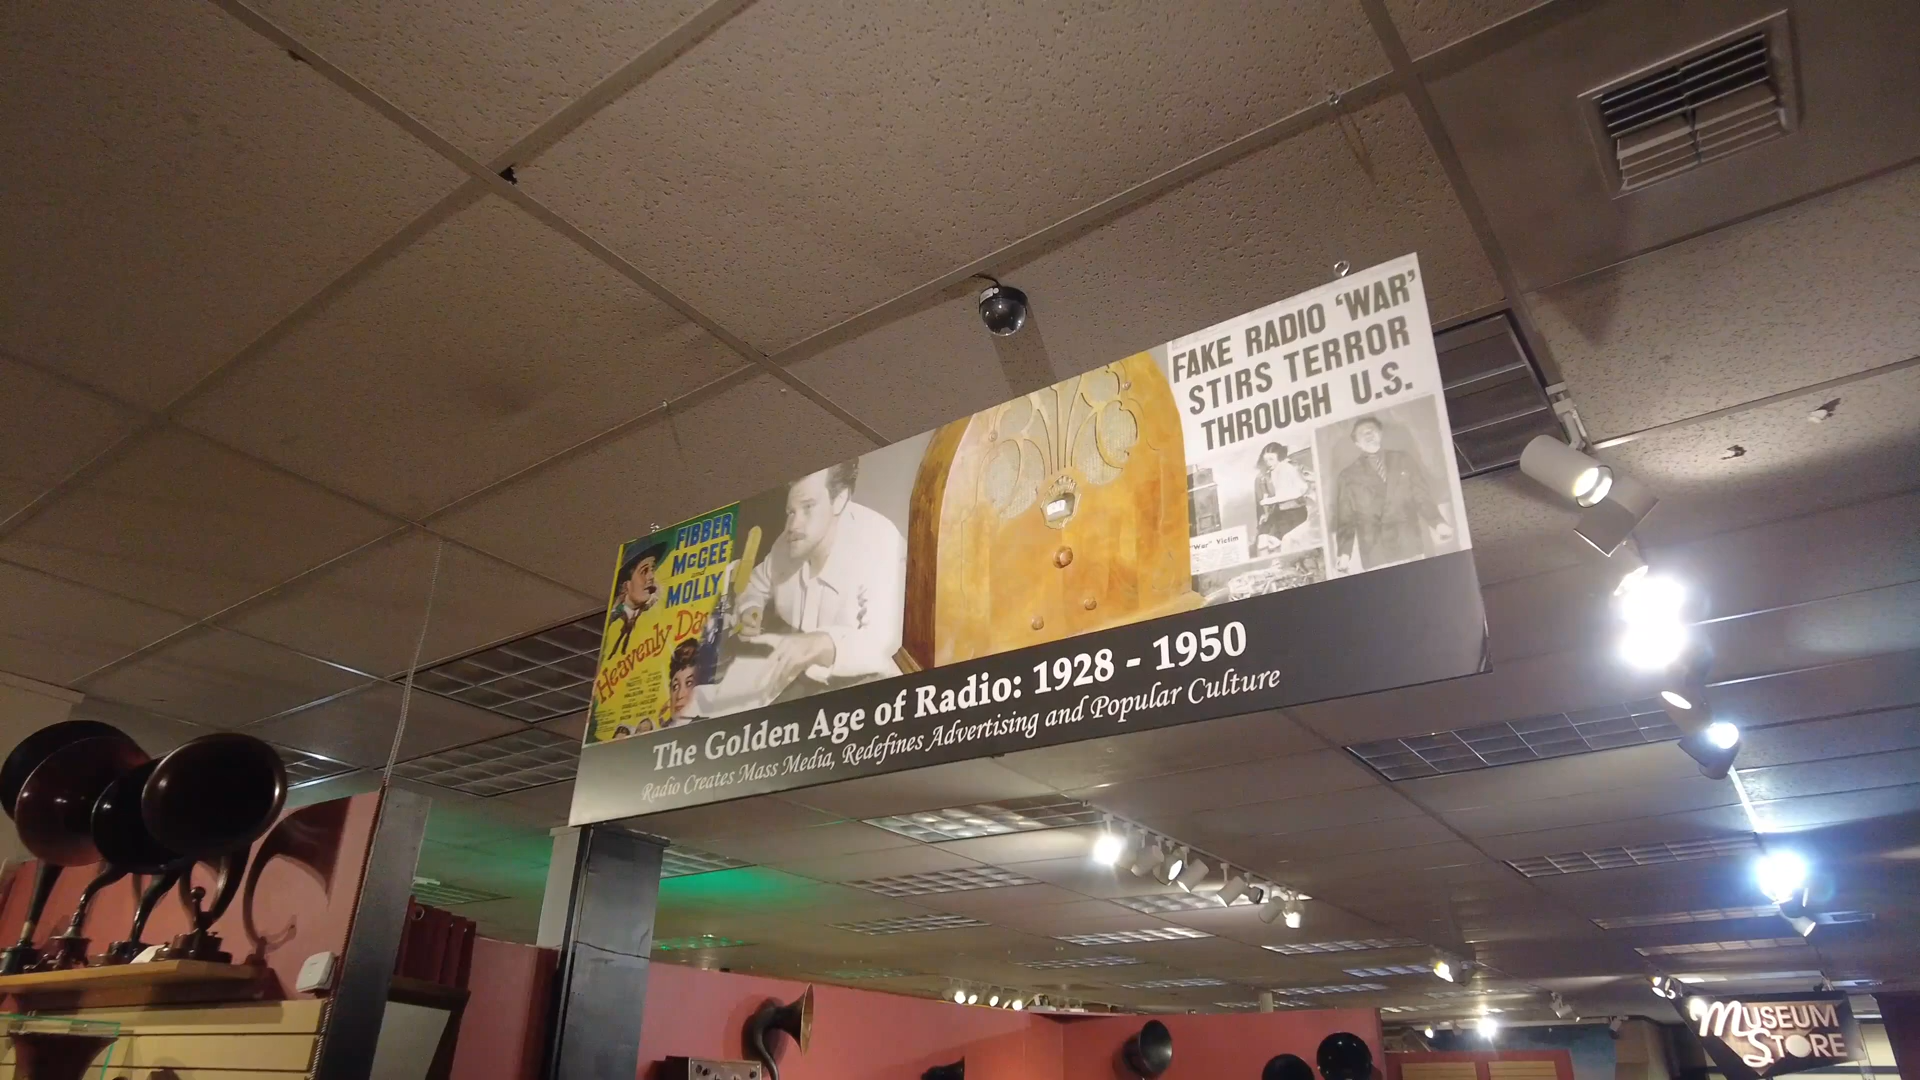 FIBBER
McGEE
and
MOLLY
Heavenly
FAKE RADIO ‘WAR’
STIRS TERROR
THROUGH U.S.
"War" Victim
The Golden Age of Radio: 1928 - 1950
Radio Creates Mass Media, Redefines Advertising and Popular Culture
MUSEUM
STORE